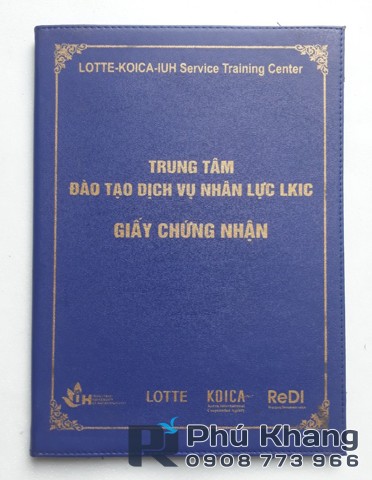 LOTTE-KOICA-IUH Service Training Center
TRUNG TÂM
ĐÀO TẠO DỊCH VỤ NHÂN LỰC LKIC
GIẤY CHỨNG NHẬN
IUH LOTTE KOICA ReDI
Phú Khang
0908 773 966